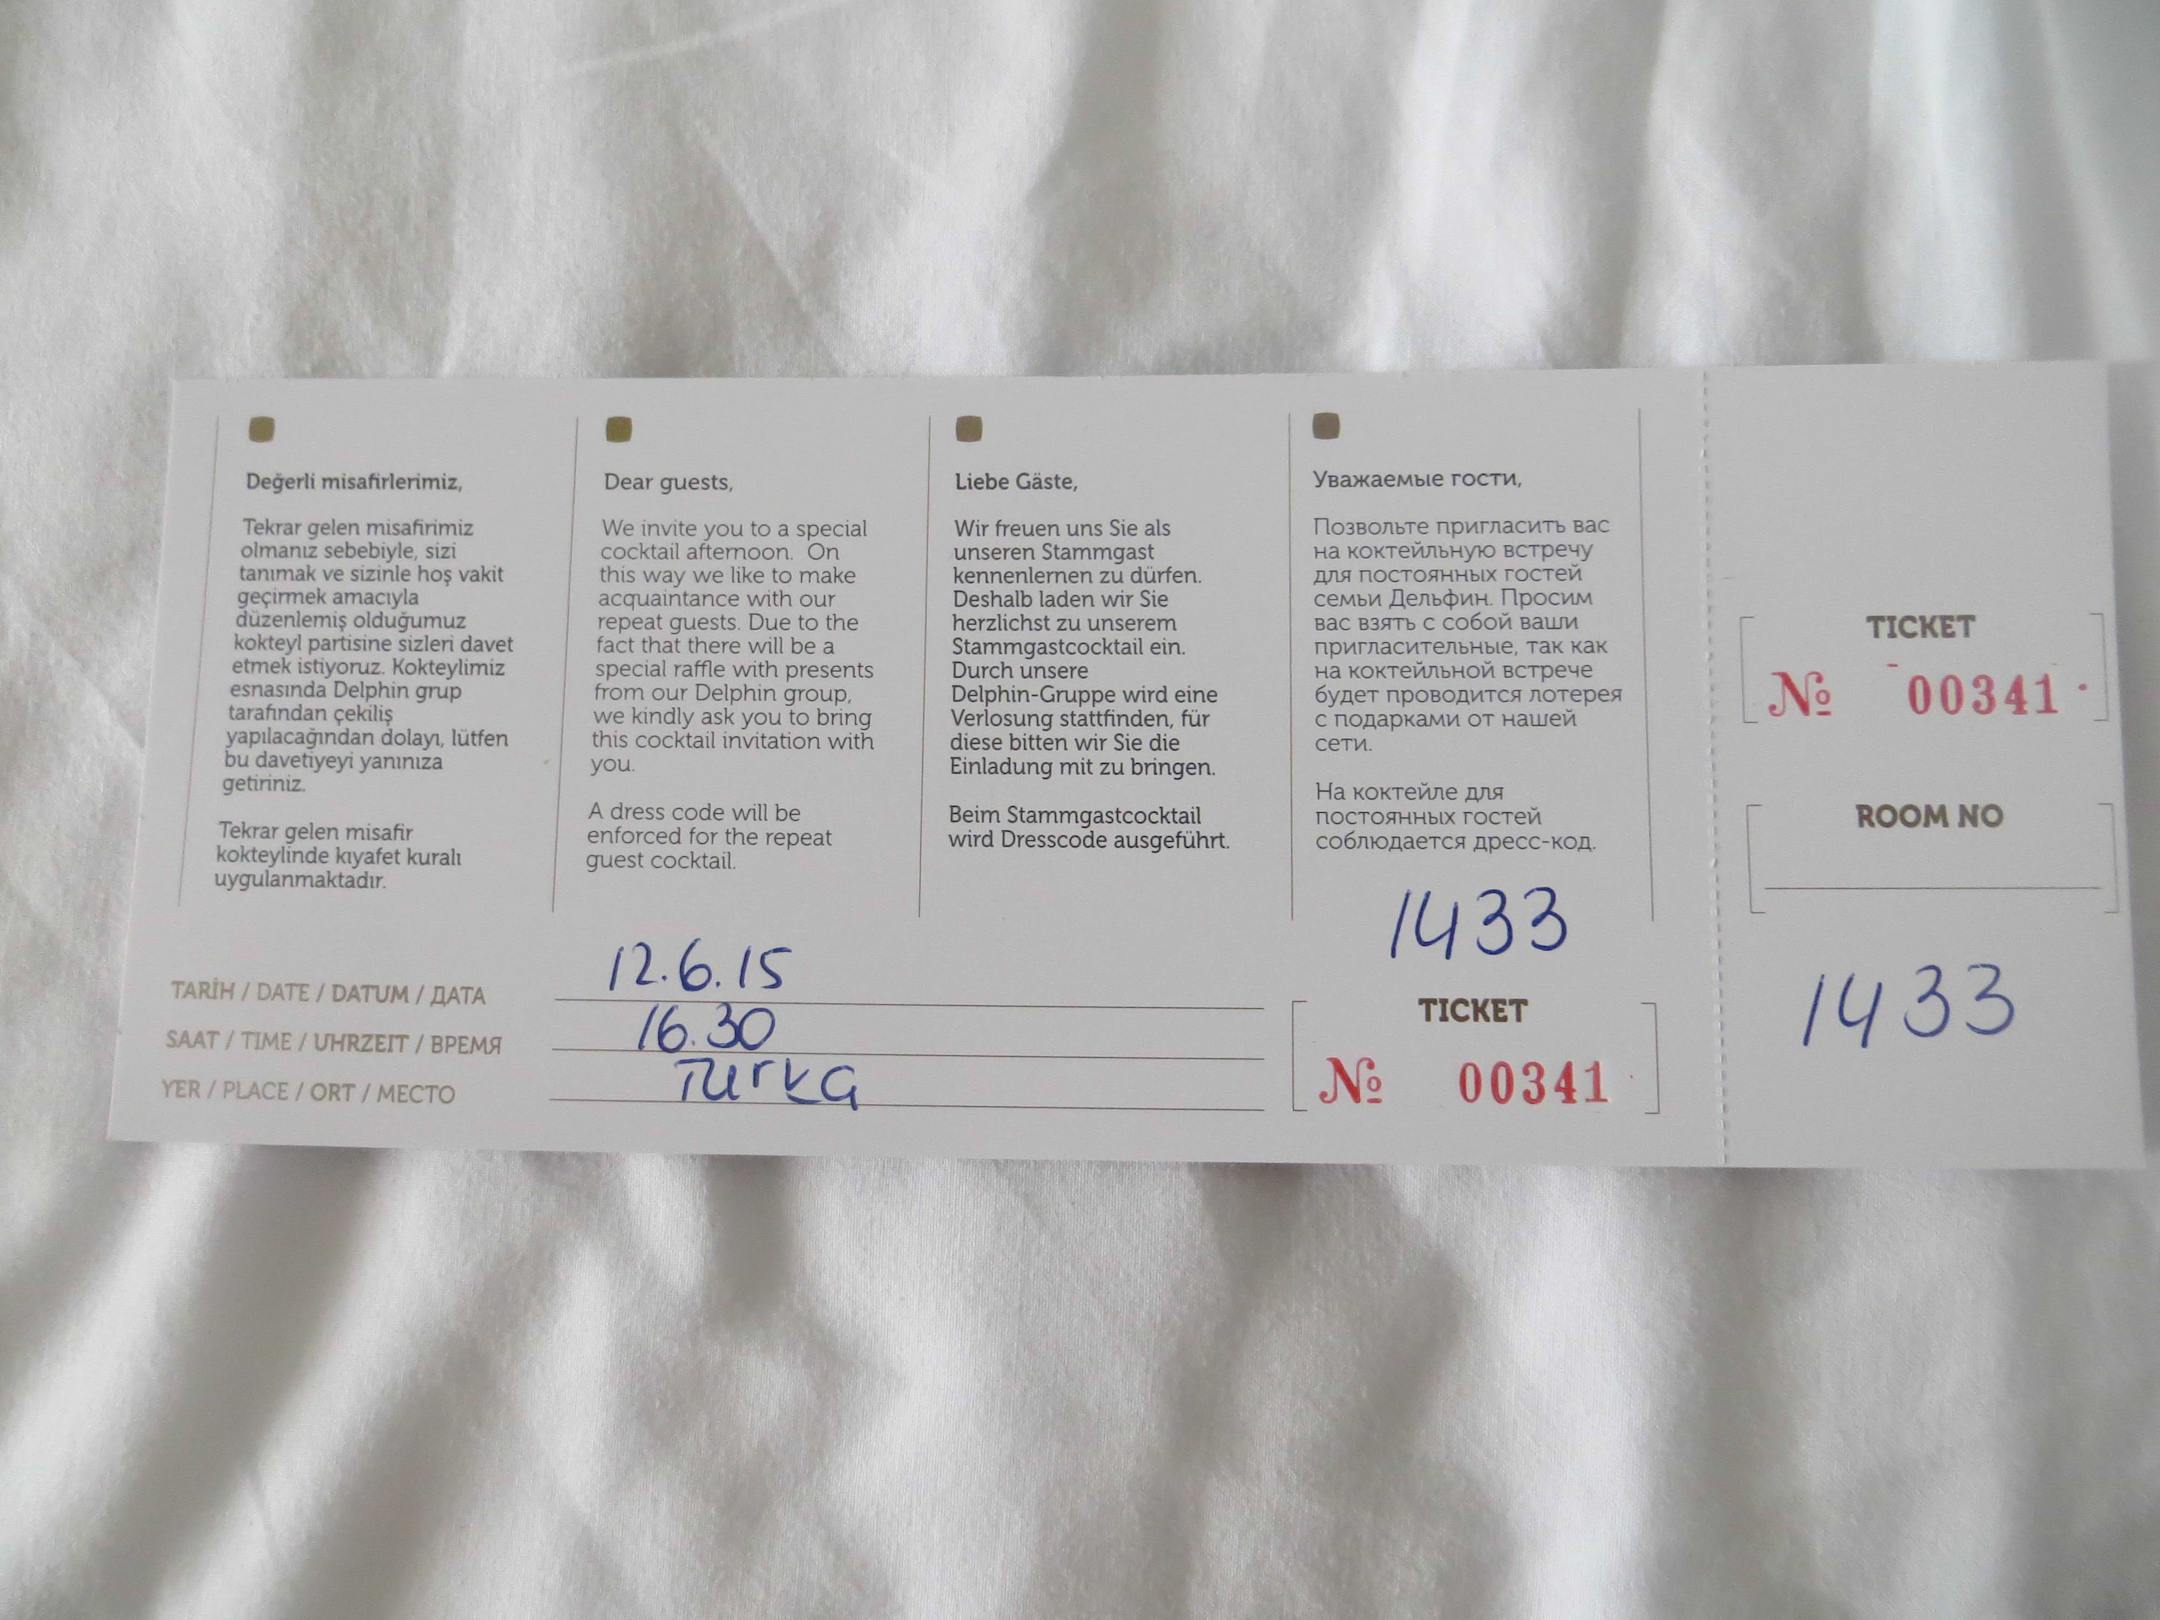 Değerli misafirlerimiz,
Tekrar gelen misafirimiz
olmanız sebebiyle, sizi
tanımak ve sizinle hoş vakit
geçirmek amacıyla
düzenlemiş olduğumuz
kokteyl partisine sizleri davet
etmek istiyoruz. Kokteylimiz
esnasında Delphin grup
tarafından çekiliş
yapılacağından dolayı, lütfen
bu davetiyeyi yanınıza
getiriniz.
Tekrar gelen misafir
kokteylinde kıyafet kuralı
uygulanmaktadır.
Dear guests,
We invite you to a special
cocktail afternoon. On
this way we like to make
acquaintance with our
repeat guests. Due to the
fact that there will be a
special raffle with presents
from our Delphin group,
we kindly ask you to bring
this cocktail invitation with
you.
A dress code will be
enforced for the repeat
guest cocktail.
Liebe Gäste,
Wir freuen uns Sie als
unseren Stammgast
kennenlernen zu dürfen.
Deshalb laden wir Sie
herzlichst zu unserem
Stammgastcocktail ein.
Durch unsere
Delphin-Gruppe wird eine
Verlosung stattfinden, für
diese bitten wir Sie die
Einladung mit zu bringen.
Beim Stammgastcocktail
wird Dresscode ausgeführt.
Уважаемые гости,
Позвольте пригласить вас
на коктейльную встречу
для постоянных гостей
семьи Дельфин. Просим
вас взять с собой ваши
пригласительные, так как
на коктейльной встрече
будет проводится лотерея
с подарками от нашей
сети.
На коктейле для
постоянных гостей
соблюдается дресс-код.
1433
TARİH / DATE / DATUM / ДАТА 12.6.15
SAAT / TIME / UHRZEIT / ВРЕМЯ 16.30
YER / PLACE / ORT / МЕСТО Turka
TICKET
№ 00341
TICKET
№ 00341
ROOM NO
1433